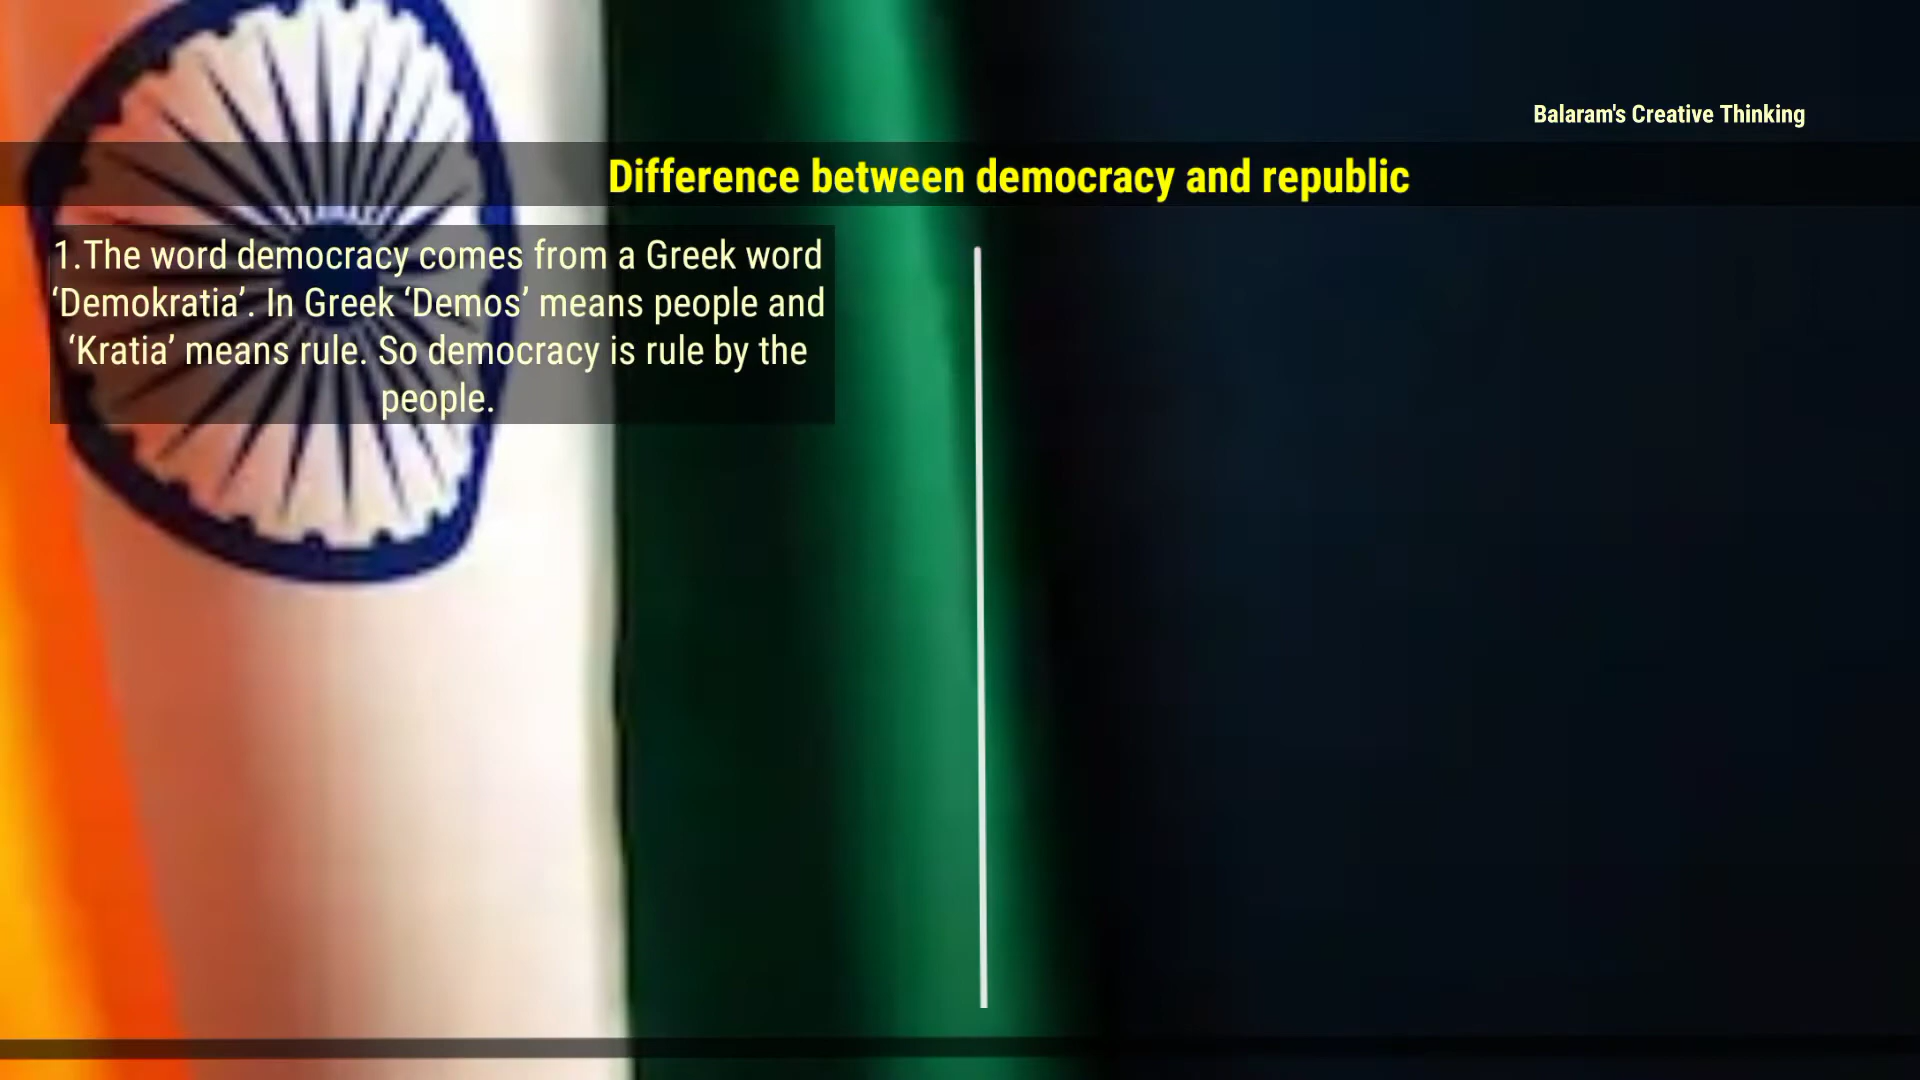 Balaram's Creative Thinking
Difference between democracy and republic
1.The word democracy comes from a Greek word
‘Demokratia’. In Greek ‘Demos’ means people and
‘Kratia’ means rule. So democracy is rule by the
people.